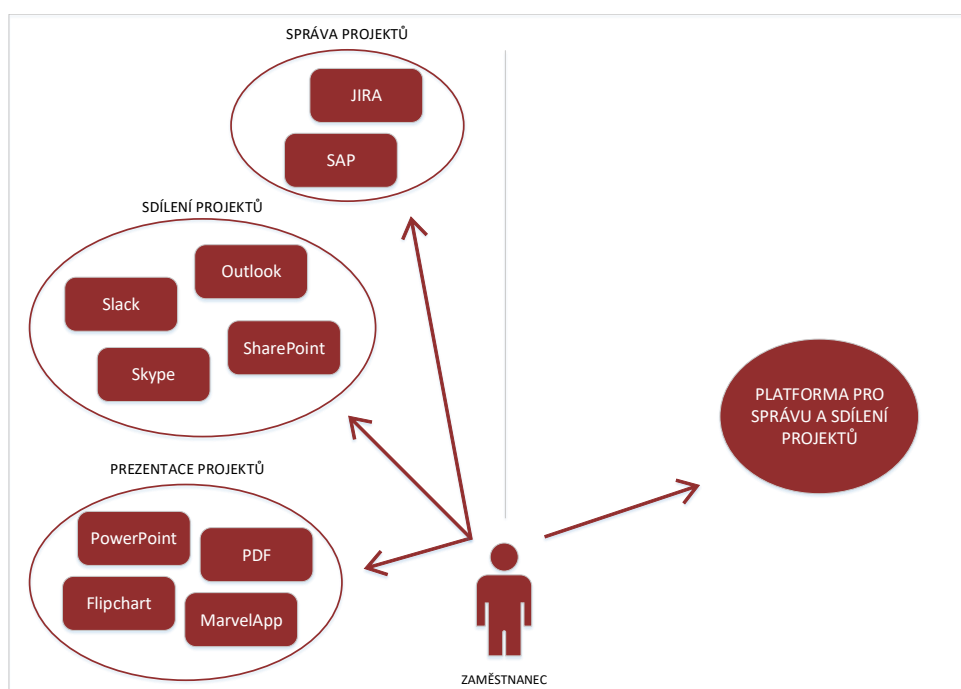 SPRÁVA PROJEKTŮ
JIRA
SAP
SDÍLENÍ PROJEKTŮ
Outlook
Slack
SharePoint
Skype
PLATFORMA PRO
SPRÁVU A SDÍLENÍ
PROJEKTŮ
PREZENTACE PROJEKTŮ
PowerPoint
PDF
Flipchart
MarvelApp
ZAMĚSTNANEC